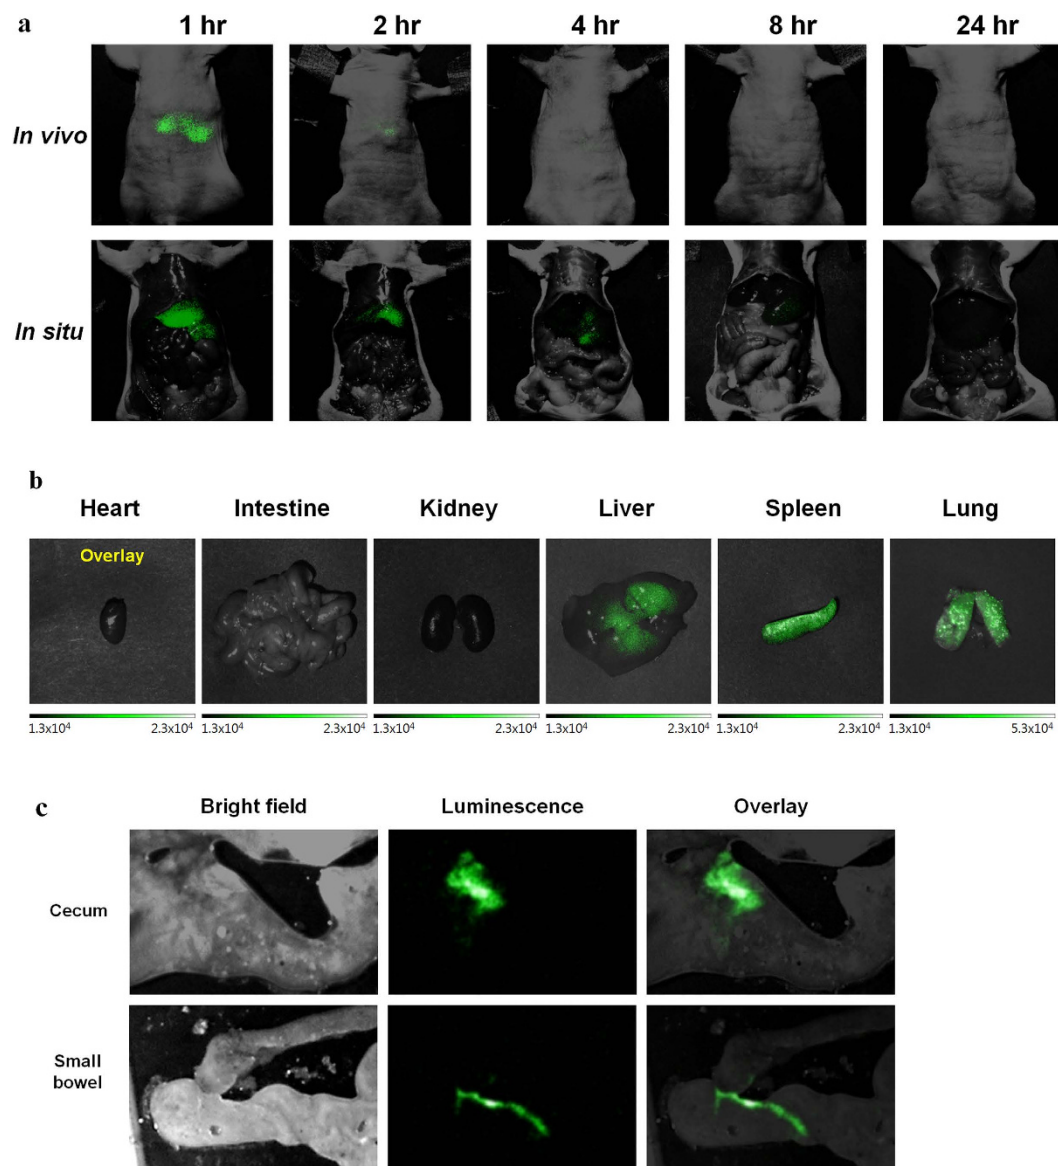 a
1 hr 2 hr 4 hr 8 hr 24 hr
In vivo
In situ
b
Heart Intestine Kidney Liver Spleen Lung
Overlay
1.3x10⁴ 2.3x10⁴ 1.3x10⁴ 2.3x10⁴ 1.3x10⁴ 2.3x10⁴ 1.3x10⁴ 2.3x10⁴ 1.3x10⁴ 2.3x10⁴ 1.3x10⁴ 5.3x10⁴
c
Bright field Luminescence Overlay
Cecum
Small
bowel